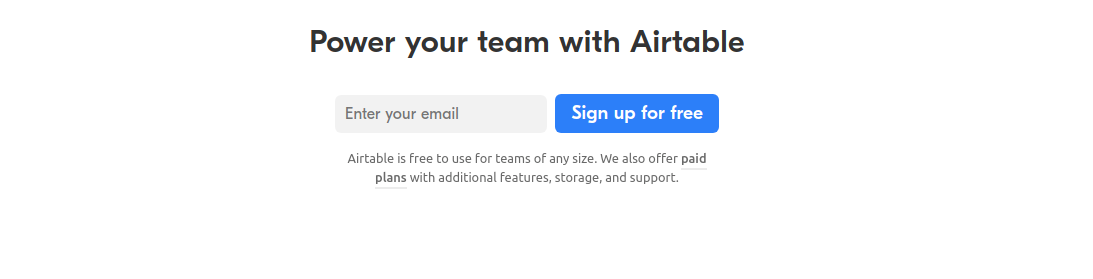 Power your team with Airtable
Enter your email
Sign up for free
Airtable is free to use for teams of any size. We also offer paid
plans with additional features, storage, and support.